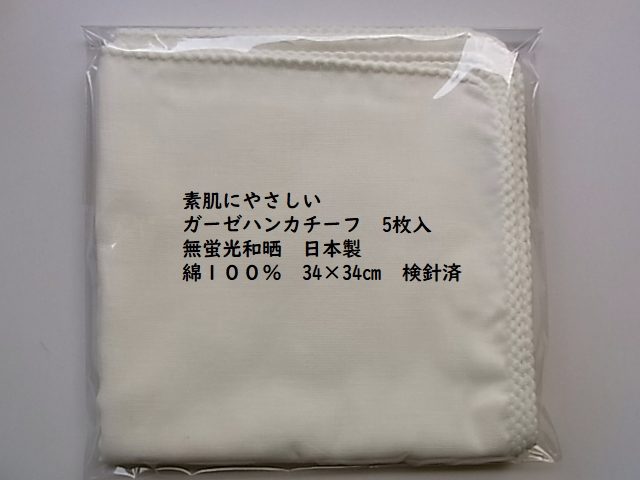 素肌にやさしい
ガーゼハンカチーフ　5枚入
無蛍光和晒　日本製
綿１００％　34×34㎝　検針済